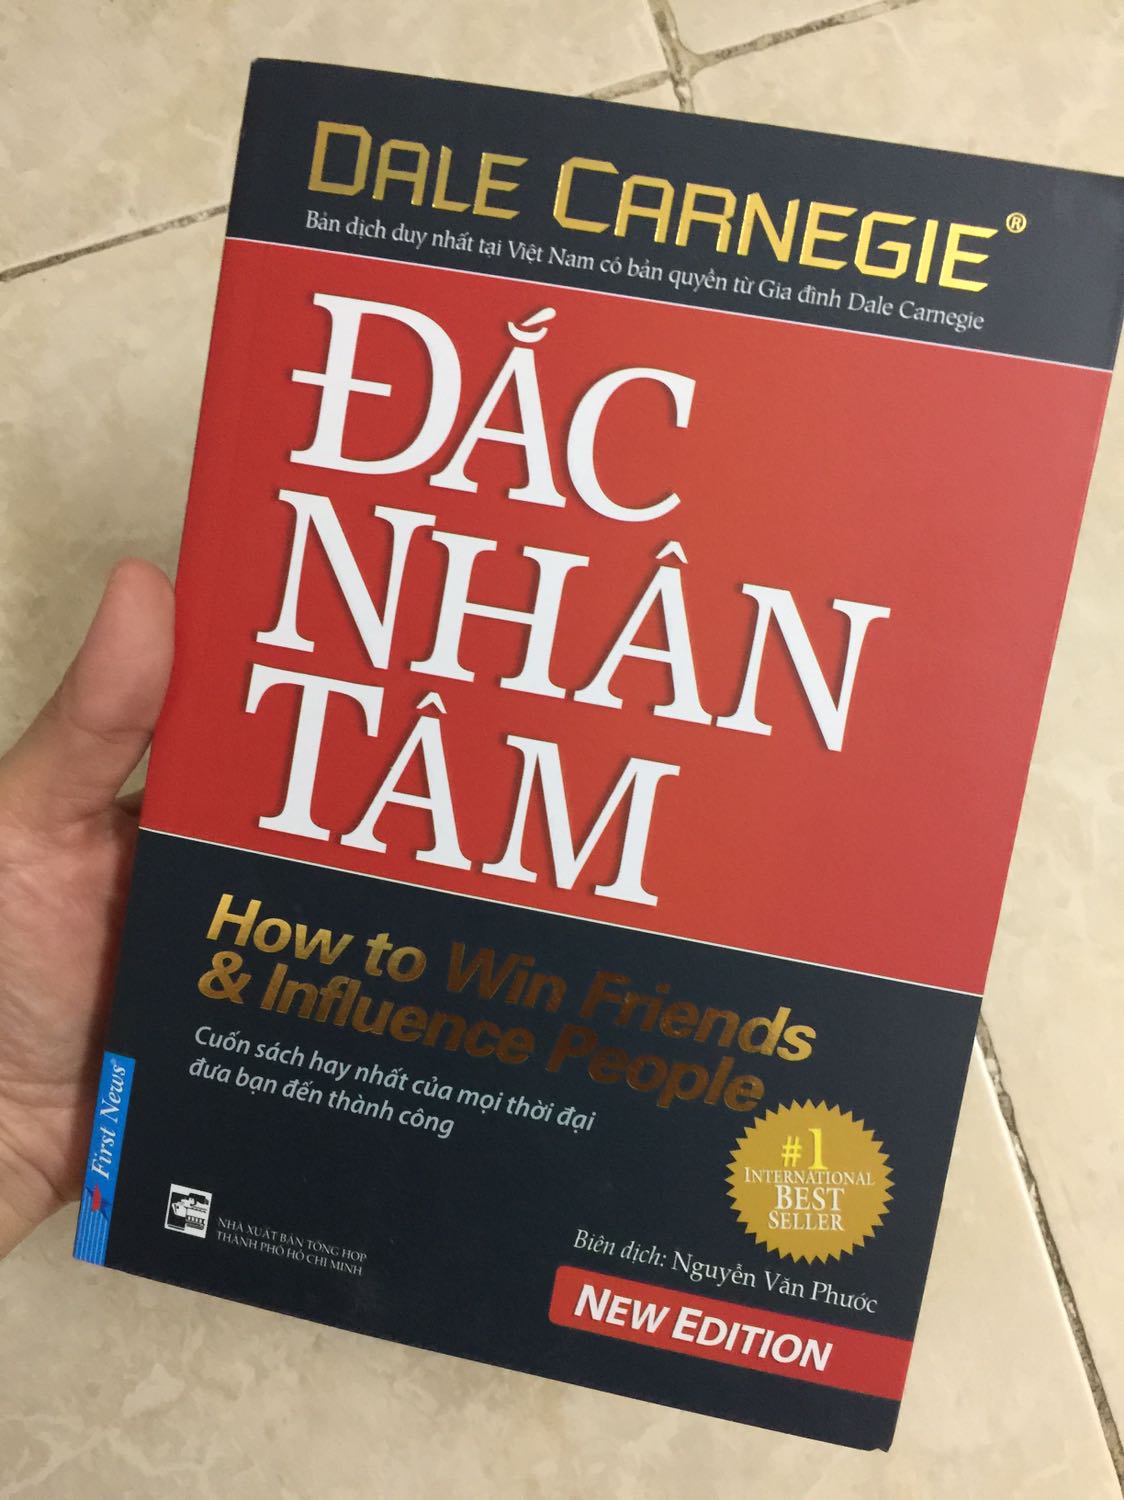 DALE CARNEGIE®
Bản dịch duy nhất tại Việt Nam có bản quyền từ Gia đình Dale Carnegie
ĐẮC
NHÂN
TÂM
How to Win Friends
& Influence People
Cuốn sách hay nhất của mọi thời đại
đưa bạn đến thành công
First News®
#1
INTERNATIONAL
BEST
SELLER
NHÀ XUẤT BẢN TỔNG HỢP
THÀNH PHỐ HỒ CHÍ MINH
Biên dịch: Nguyễn Văn Phước
NEW EDITION